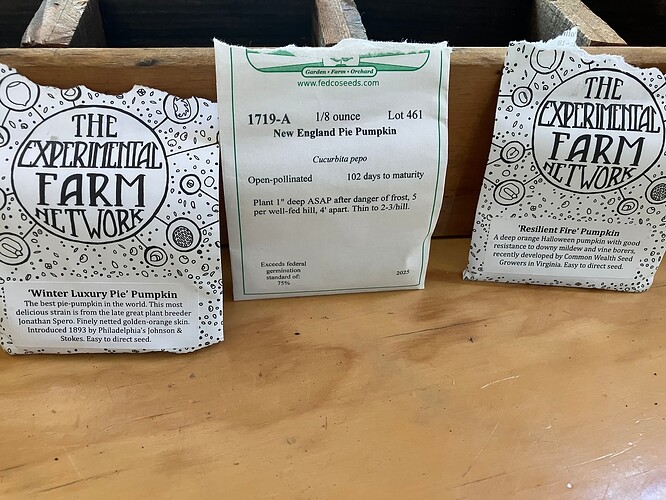 THE
EXPERIMENTAL
FARM
NETWORK
'Winter Luxury Pie' Pumpkin
The best pie-pumpkin in the world. This most
delicious strain is from the late great plant breeder
Jonathan Spero. Finely netted golden-orange skin.
Introduced 1893 by Philadelphia's Johnson &
Stokes. Easy to direct seed.
Garden • Farm • Orchard
www.fedcoseeds.com
1719-A 1/8 ounce Lot 461
New England Pie Pumpkin
Cucurbita pepo
Open-pollinated 102 days to maturity
Plant 1" deep ASAP after danger of frost, 5
per well-fed hill, 4' apart. Thin to 2-3/hill.
Exceeds federal
germination
standard of:
75%
2025
THE
EXPERIMENTAL
FARM
NETWORK
'Resilient Fire' Pumpkin
A deep orange Halloween pumpkin with good
resistance to downy mildew and vine borers,
recently developed by Common Wealth Seed
Growers in Virginia. Easy to direct seed.